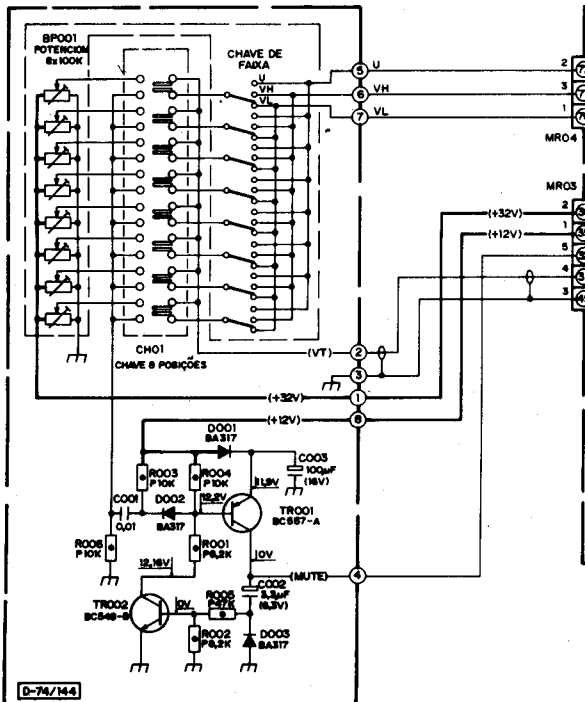 BP001
POTENCIOM
8x100K
CHAVE DE
FAIXA
U
VH
VL
5 U
6 VH
7 VL
2
3
1
MR04
MR03
2
1
5
4
3
(+32V)
(+12V)
(VT) 2
3
CH01
CHAVE 8 POSIÇÕES
(+32V) 1
(+12V) 8
D001
BA317
C003
100µF
(16V)
R003
P10K
R004
P10K
11,9V
C001
0,01
D002
BA317
12,2V
TR001
BC557-A
R006
P10K
R001
P8,2K
12,16V
0V
(MUTE) 4
C002
3,3µF
(6,3V)
TR002
BC548-B
0V
R005
P47K
R002
P8,2K
D003
BA317
D-74/144